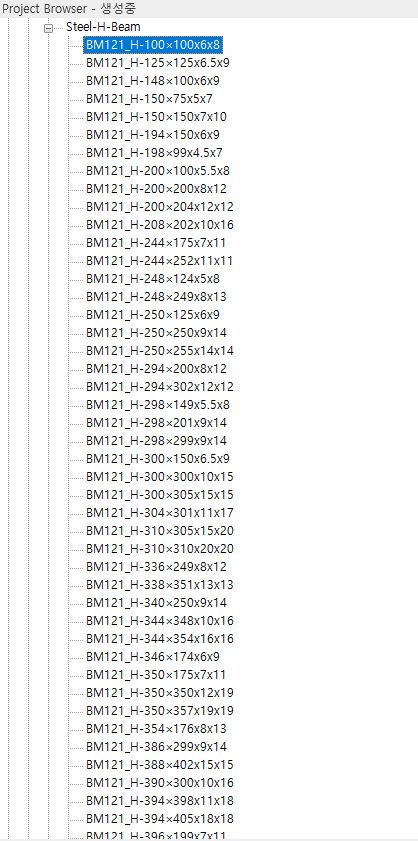 Project Browser - 생성중
Steel-H-Beam
BM121_H-100×100x6x8
BM121_H-125×125x6.5x9
BM121_H-148×100x6x9
BM121_H-150×75x5x7
BM121_H-150×150x7x10
BM121_H-194×150x6x9
BM121_H-198×99x4.5x7
BM121_H-200×100x5.5x8
BM121_H-200×200x8x12
BM121_H-200×204x12x12
BM121_H-208×202x10x16
BM121_H-244×175x7x11
BM121_H-244×252x11x11
BM121_H-248×124x5x8
BM121_H-248×249x8x13
BM121_H-250×125x6x9
BM121_H-250×250x9x14
BM121_H-250×255x14x14
BM121_H-294×200x8x12
BM121_H-294×302x12x12
BM121_H-298×149x5.5x8
BM121_H-298×201x9x14
BM121_H-298×299x9x14
BM121_H-300×150x6.5x9
BM121_H-300×300x10x15
BM121_H-300×305x15x15
BM121_H-304×301x11x17
BM121_H-310×305x15x20
BM121_H-310×310x20x20
BM121_H-336×249x8x12
BM121_H-338×351x13x13
BM121_H-340×250x9x14
BM121_H-344×348x10x16
BM121_H-344×354x16x16
BM121_H-346×174x6x9
BM121_H-350×175x7x11
BM121_H-350×350x12x19
BM121_H-350×357x19x19
BM121_H-354×176x8x13
BM121_H-386×299x9x14
BM121_H-388×402x15x15
BM121_H-390×300x10x16
BM121_H-394×398x11x18
BM121_H-394×405x18x18
BM121_H-396×199x7x11